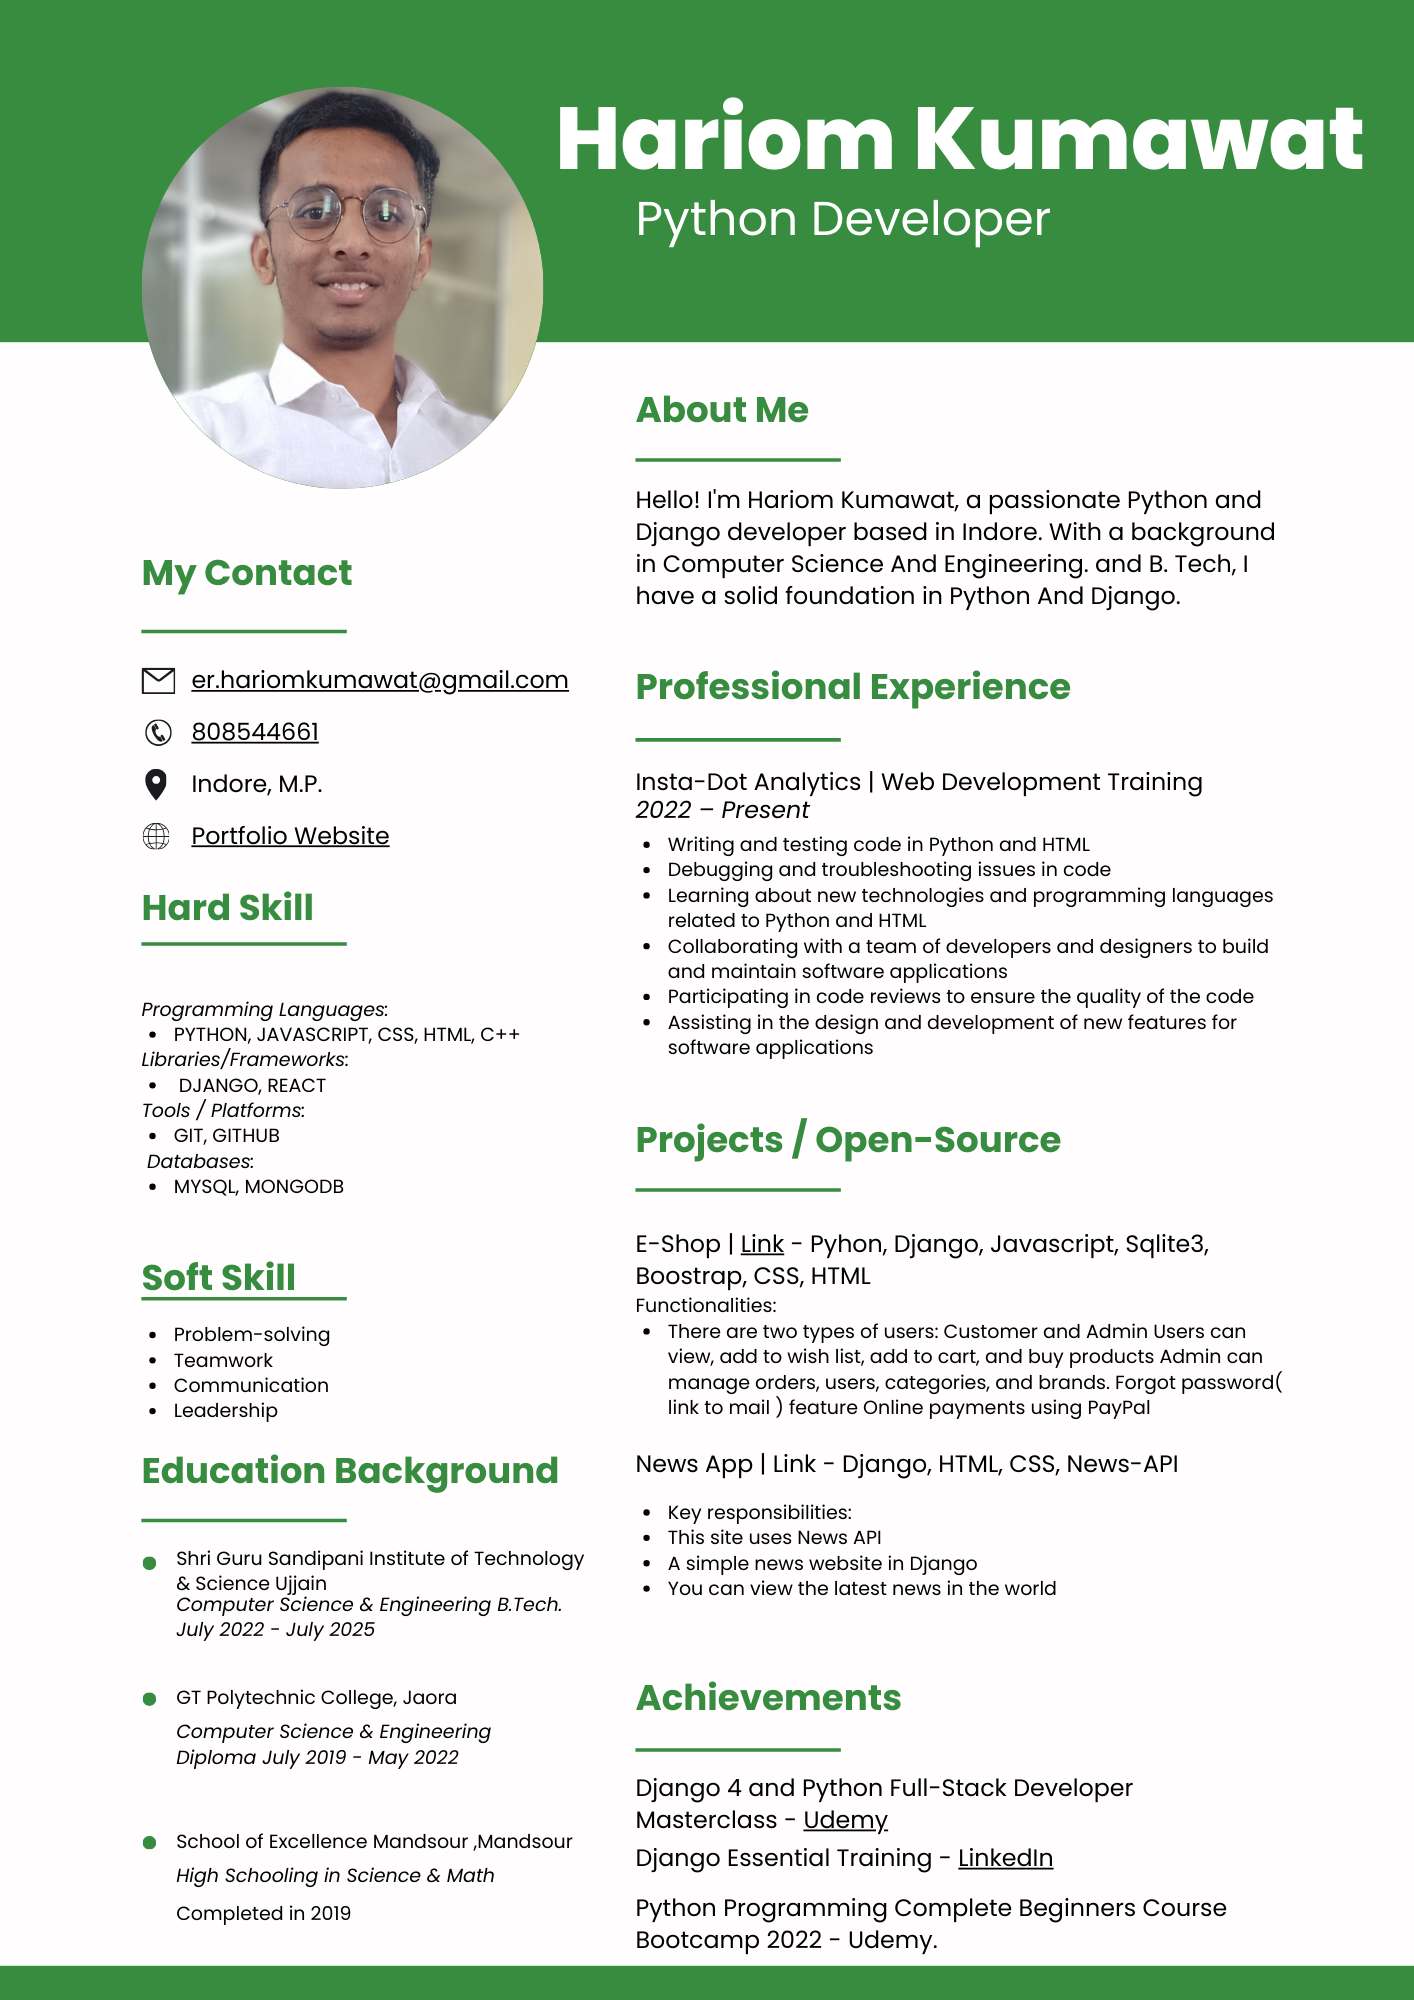 Hariom Kumawat
Python Developer
My Contact
er.hariomkumawat@gmail.com
808544661
Indore, M.P.
Portfolio Website
Hard Skill
Programming Languages:
• PYTHON, JAVASCRIPT, CSS, HTML, C++
Libraries/Frameworks:
• DJANGO, REACT
Tools / Platforms:
• GIT, GITHUB
Databases:
• MYSQL, MONGODB
Soft Skill
• Problem-solving
• Teamwork
• Communication
• Leadership
Education Background
Shri Guru Sandipani Institute of Technology
& Science Ujjain
Computer Science & Engineering B.Tech.
July 2022 - July 2025
GT Polytechnic College, Jaora
Computer Science & Engineering
Diploma July 2019 - May 2022
School of Excellence Mandsour ,Mandsour
High Schooling in Science & Math
Completed in 2019
About Me
Hello! I'm Hariom Kumawat, a passionate Python and
Django developer based in Indore. With a background
in Computer Science And Engineering. and B. Tech, I
have a solid foundation in Python And Django.
Professional Experience
Insta-Dot Analytics | Web Development Training
2022 – Present
• Writing and testing code in Python and HTML
• Debugging and troubleshooting issues in code
• Learning about new technologies and programming languages
related to Python and HTML
• Collaborating with a team of developers and designers to build
and maintain software applications
• Participating in code reviews to ensure the quality of the code
• Assisting in the design and development of new features for
software applications
Projects / Open-Source
E-Shop | Link - Pyhon, Django, Javascript, Sqlite3,
Boostrap, CSS, HTML
Functionalities:
• There are two types of users: Customer and Admin Users can
view, add to wish list, add to cart, and buy products Admin can
manage orders, users, categories, and brands. Forgot password(
link to mail ) feature Online payments using PayPal
News App | Link - Django, HTML, CSS, News-API
• Key responsibilities:
• This site uses News API
• A simple news website in Django
• You can view the latest news in the world
Achievements
Django 4 and Python Full-Stack Developer
Masterclass - Udemy
Django Essential Training - LinkedIn
Python Programming Complete Beginners Course
Bootcamp 2022 - Udemy.